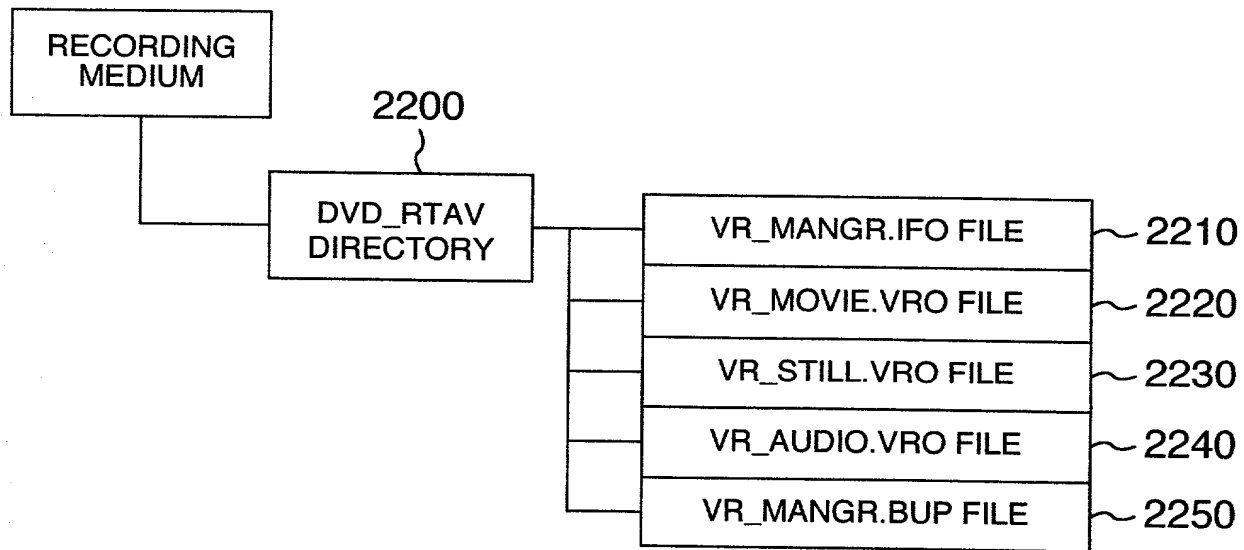 RECORDING
MEDIUM
2200
DVD_RTAV
DIRECTORY
VR_MANGR.IFO FILE
2210
VR_MOVIE.VRO FILE
2220
VR_STILL.VRO FILE
2230
VR_AUDIO.VRO FILE
2240
VR_MANGR.BUP FILE
2250